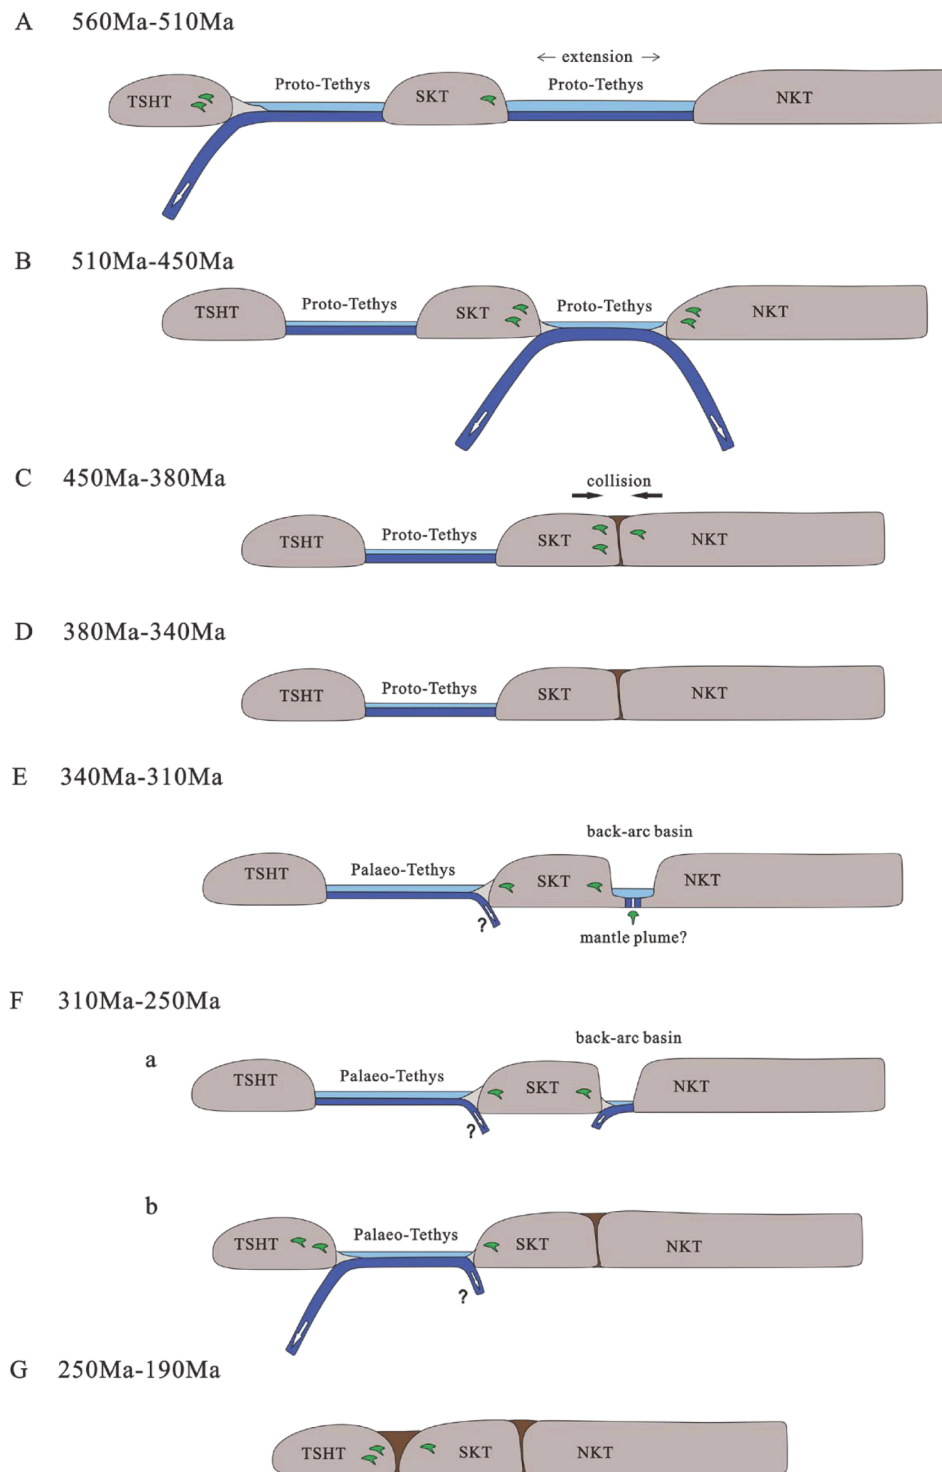 A 560Ma-510Ma
← extension →
Proto-Tethys
Proto-Tethys
TSHT
SKT
NKT
B 510Ma-450Ma
Proto-Tethys
Proto-Tethys
TSHT
SKT
NKT
C 450Ma-380Ma
collision
Proto-Tethys
TSHT
SKT
NKT
D 380Ma-340Ma
Proto-Tethys
TSHT
SKT
NKT
E 340Ma-310Ma
back-arc basin
Palaeo-Tethys
TSHT
SKT
NKT
?
mantle plume?
F 310Ma-250Ma
back-arc basin
a
Palaeo-Tethys
TSHT
SKT
NKT
?
b
Palaeo-Tethys
TSHT
SKT
NKT
?
G 250Ma-190Ma
TSHT
SKT
NKT